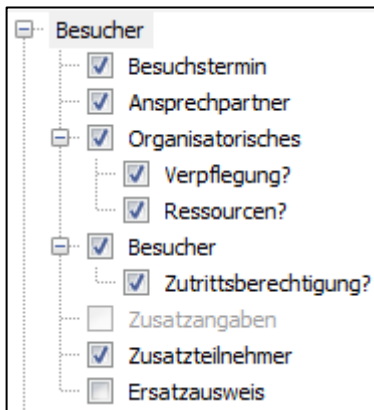 Besucher
Besuchstermin
Ansprechpartner
Organisatorisches
Verpflegung?
Ressourcen?
Besucher
Zutrittsberechtigung?
Zusatzangaben
Zusatzteilnehmer
Ersatzausweis